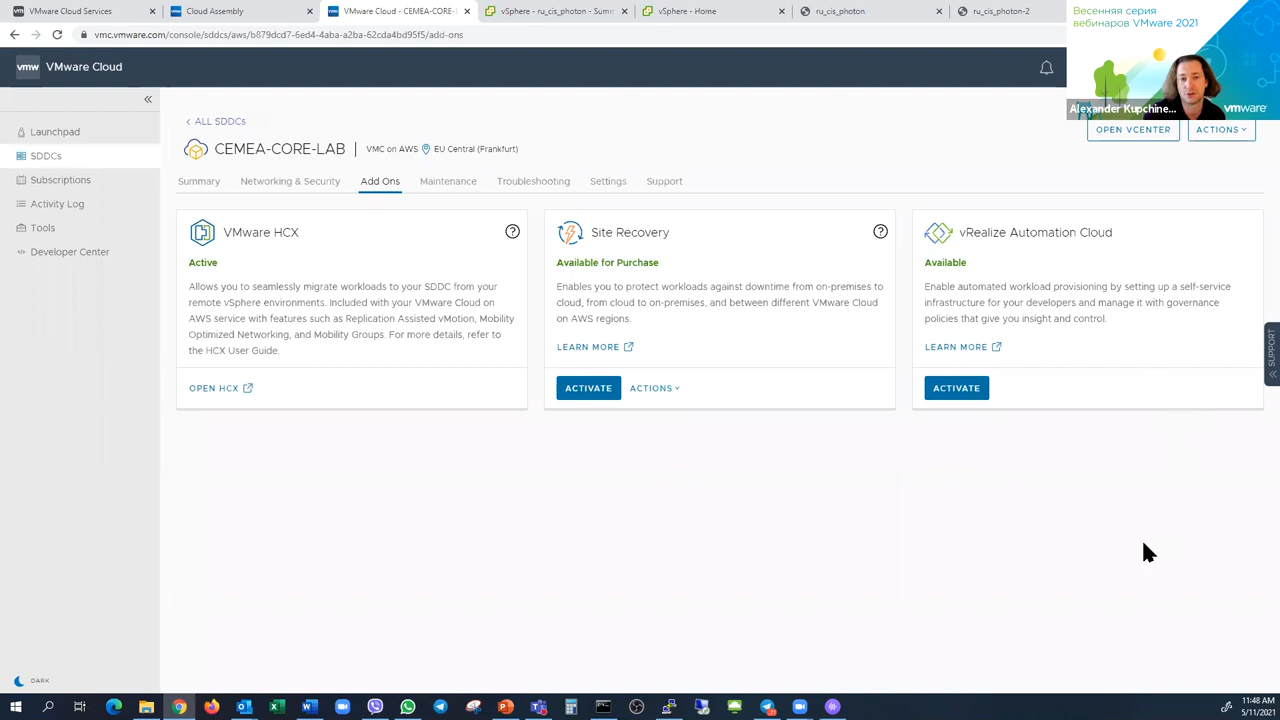 VMware Cloud Services
Cloud Assembly
VMware Cloud - CEMEA-CORE-L
vSphere - ru_cis_photon - Summ
vSphere - Home
ru_cis_photon
ru_cis_photon-2
vmc.vmware.com/console/sddcs/aws/b879dcd7-6ed4-4aba-a2ba-62cda4bd95f5/add-ons
vmw VMware Cloud
Весенняя серия
вебинаров VMware 2021
Alexander Kupchine...
vmware
Launchpad
SDDCs
Subscriptions
Activity Log
Tools
Developer Center
DARK
ALL SDDCs
CEMEA-CORE-LAB
VMC on AWS EU Central (Frankfurt)
OPEN VCENTER
ACTIONS
Summary
Networking & Security
Add Ons
Maintenance
Troubleshooting
Settings
Support
VMware HCX
Active
Allows you to seamlessly migrate workloads to your SDDC from your
remote vSphere environments. Included with your VMware Cloud on
AWS service with features such as Replication Assisted vMotion, Mobility
Optimized Networking, and Mobility Groups. For more details, refer to
the HCX User Guide.
OPEN HCX
Site Recovery
Available for Purchase
Enables you to protect workloads against downtime from on-premises to
cloud, from cloud to on-premises, and between different VMware Cloud
on AWS regions.
LEARN MORE
ACTIVATE
ACTIONS
vRealize Automation Cloud
Available
Enable automated workload provisioning by setting up a self-service
infrastructure for your developers and manage it with governance
policies that give you insight and control.
LEARN MORE
ACTIVATE
SUPPORT
11:48 AM
5/11/2021